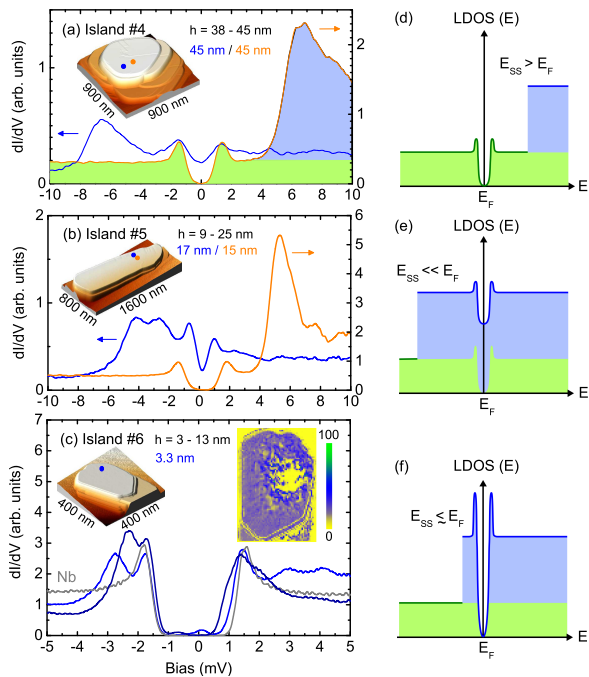 (a) Island #4
h = 38 - 45 nm
45 nm / 45 nm
900 nm
900 nm
dI/dV (arb. units)
0
1
0
1
2
-10 -8 -6 -4 -2 0 2 4 6 8 10
(b) Island #5
h = 9 - 25 nm
17 nm / 15 nm
800 nm
1600 nm
dI/dV (arb. units)
0
1
2
0
1
2
3
4
5
6
-10 -8 -6 -4 -2 0 2 4 6 8 10
(c) Island #6
h = 3 - 13 nm
3.3 nm
400 nm
400 nm
100
0
Nb
dI/dV (arb. units)
0
1
2
3
4
5
6
7
-5 -4 -3 -2 -1 0 1 2 3 4 5
Bias (mV)
(d)
LDOS (E)
E_SS > E_F
E_F
E
(e)
LDOS (E)
E_SS << E_F
E_F
E
(f)
LDOS (E)
E_SS ≲ E_F
E_F
E